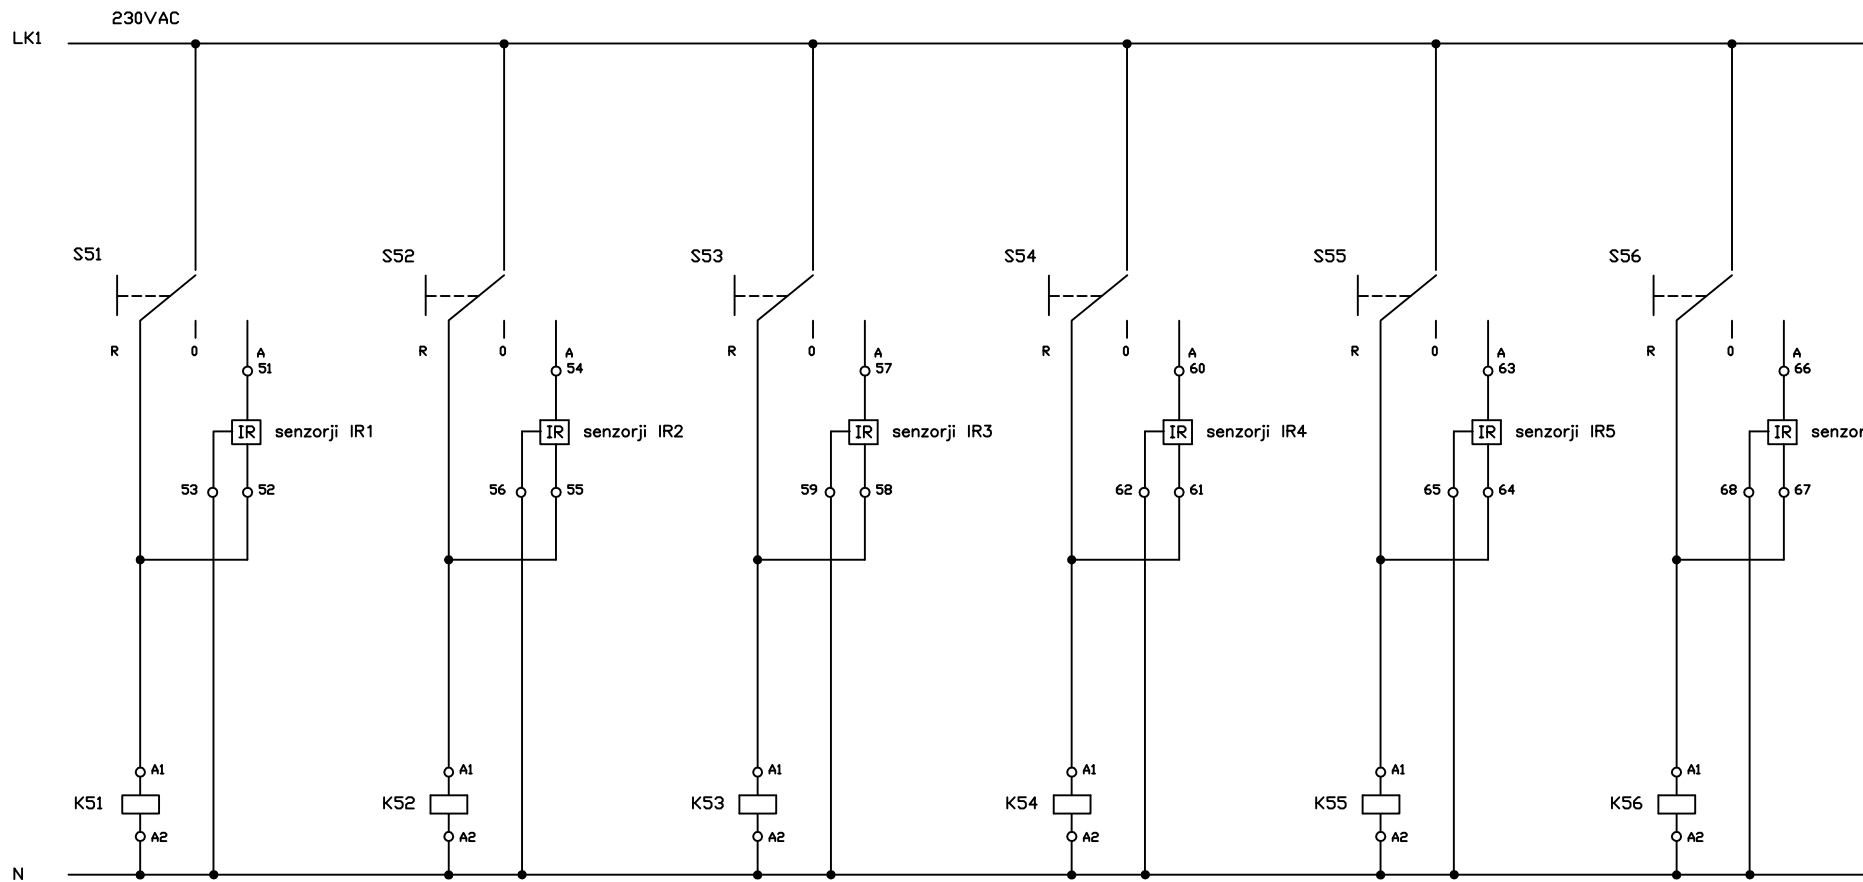 230VAC
LK1
S51 S52 S53 S54 S55 S56
R 0 A R 0 A R 0 A R 0 A R 0 A R 0 A
51 54 57 60 63 66
IR senzorji IR1 IR senzorji IR2 IR senzorji IR3 IR senzorji IR4 IR senzorji IR5 IR senzor
53 52 56 55 59 58 62 61 65 64 68 67
A1 A1 A1 A1 A1 A1
K51 K52 K53 K54 K55 K56
A2 A2 A2 A2 A2 A2
N